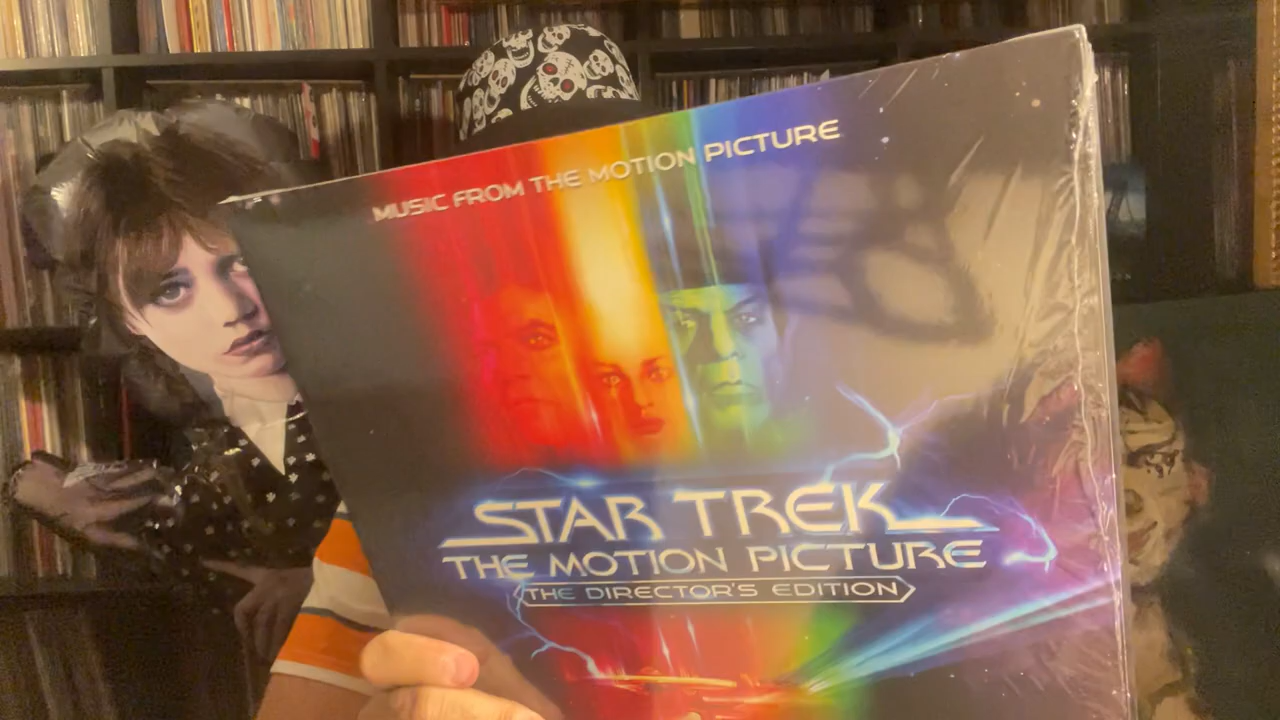 MUSIC FROM THE MOTION PICTURE
STAR TREK
THE MOTION PICTURE
THE DIRECTOR'S EDITION